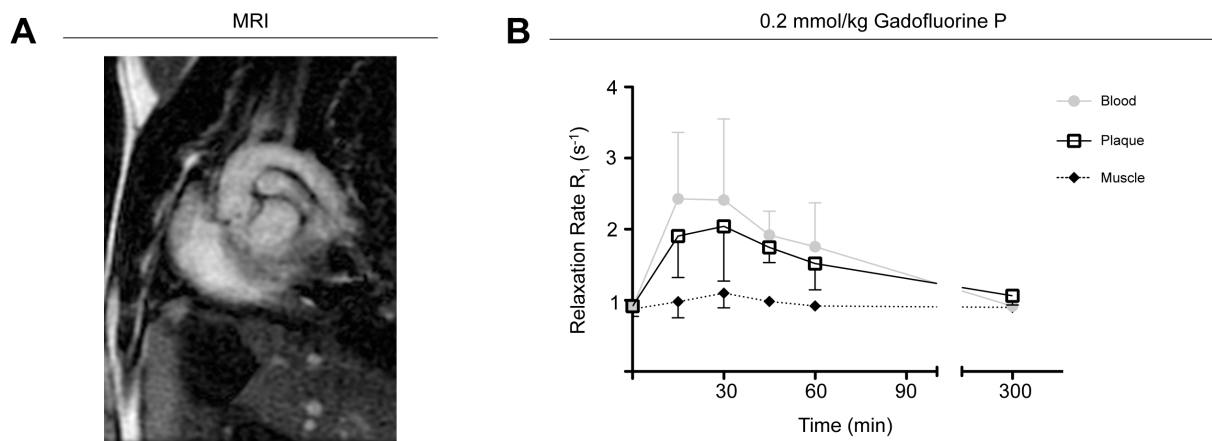 A
MRI
B
0.2 mmol/kg Gadofluorine P
Relaxation Rate R₁ (s⁻¹)
4
3
2
1
30
60
90
300
Time (min)
Blood
Plaque
Muscle